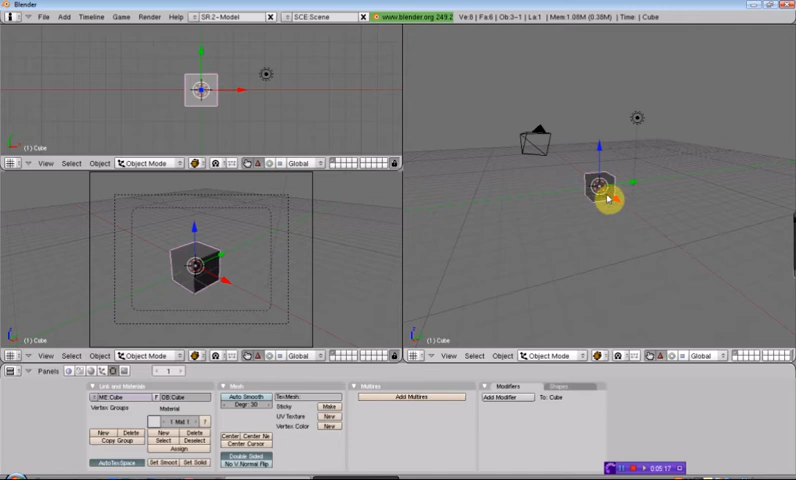 Blender
File Add Timeline Game Render Help SR:2-Model SCE:Scene www.blender.org 249.2 Ve:8 | Fa:6 | Ob:3-1 | La:1 | Mem:1.08M (0.38M) | Time | Cube
(1) Cube
View Select Object Object Mode Global
(1) Cube
(1) Cube
View Select Object Object Mode Global
View Select Object Object Mode Global
Panels 1
Link and Materials
ME:Cube F OB:Cube
Vertex Groups
Material
1 Mat 1 ?
New Delete
New Delete
Copy Group
Select Deselect
Assign
AutoTexSpace
Set Smoot Set Solid
Mesh
Auto Smooth
Degr: 30
TexMesh:
Sticky Make
UV Texture New
Vertex Color New
Center Center Ne
Center Cursor
Double Sided
No V.Normal Flip
Multires
Add Multires
Modifiers Shapes
Add Modifier To: Cube
0:05:17